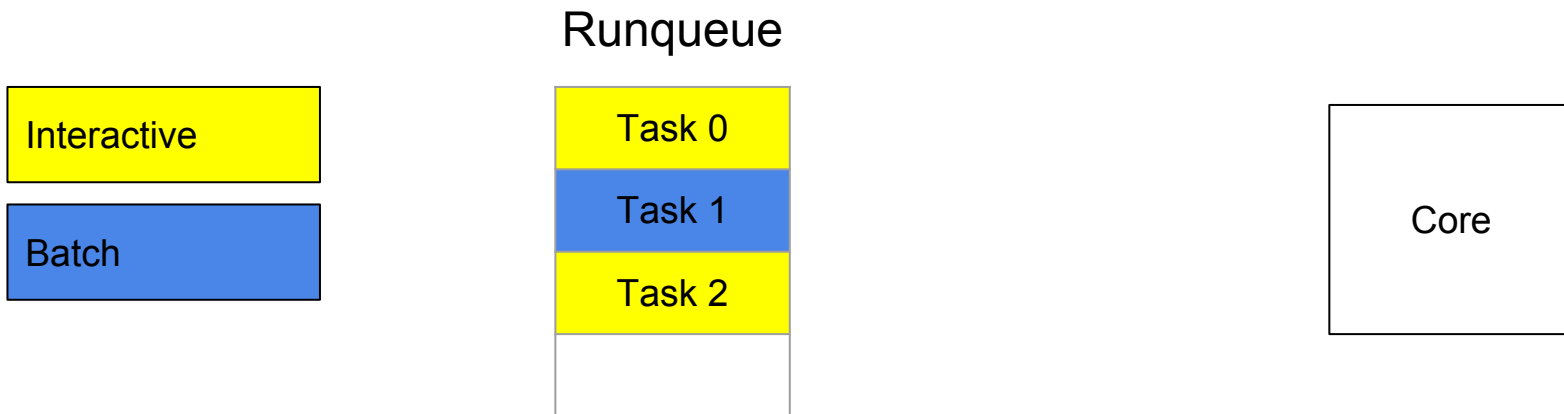 Runqueue
Interactive
Batch
Task 0
Task 1
Task 2
Core